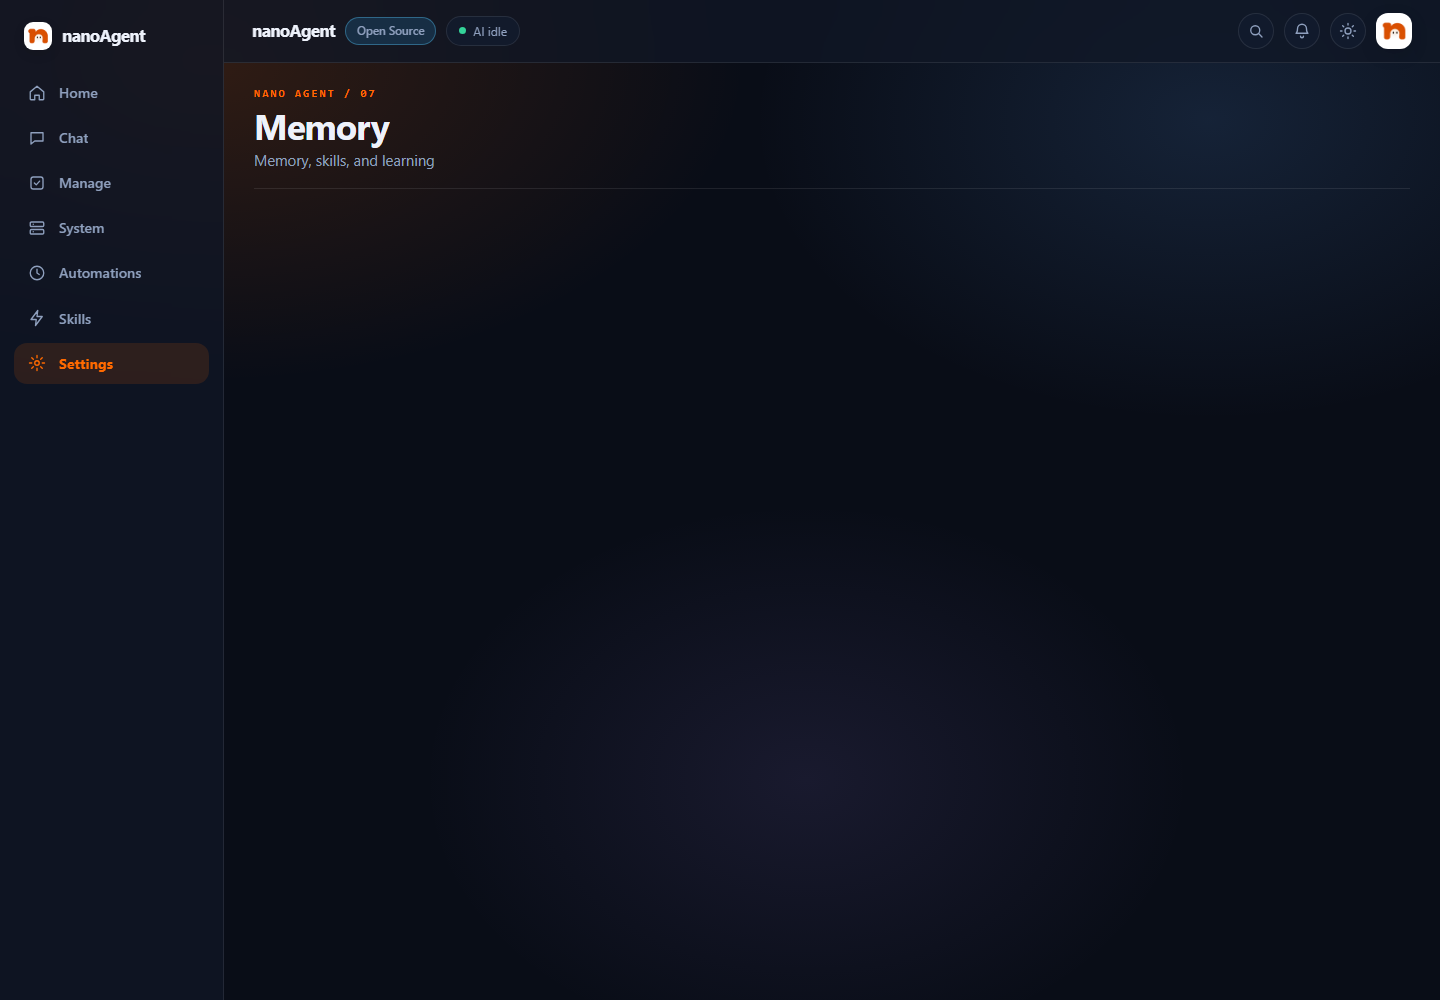 nanoAgent
Home
Chat
Manage
System
Automations
Skills
Settings
nanoAgent Open Source AI idle
NANO AGENT / 07
Memory
Memory, skills, and learning